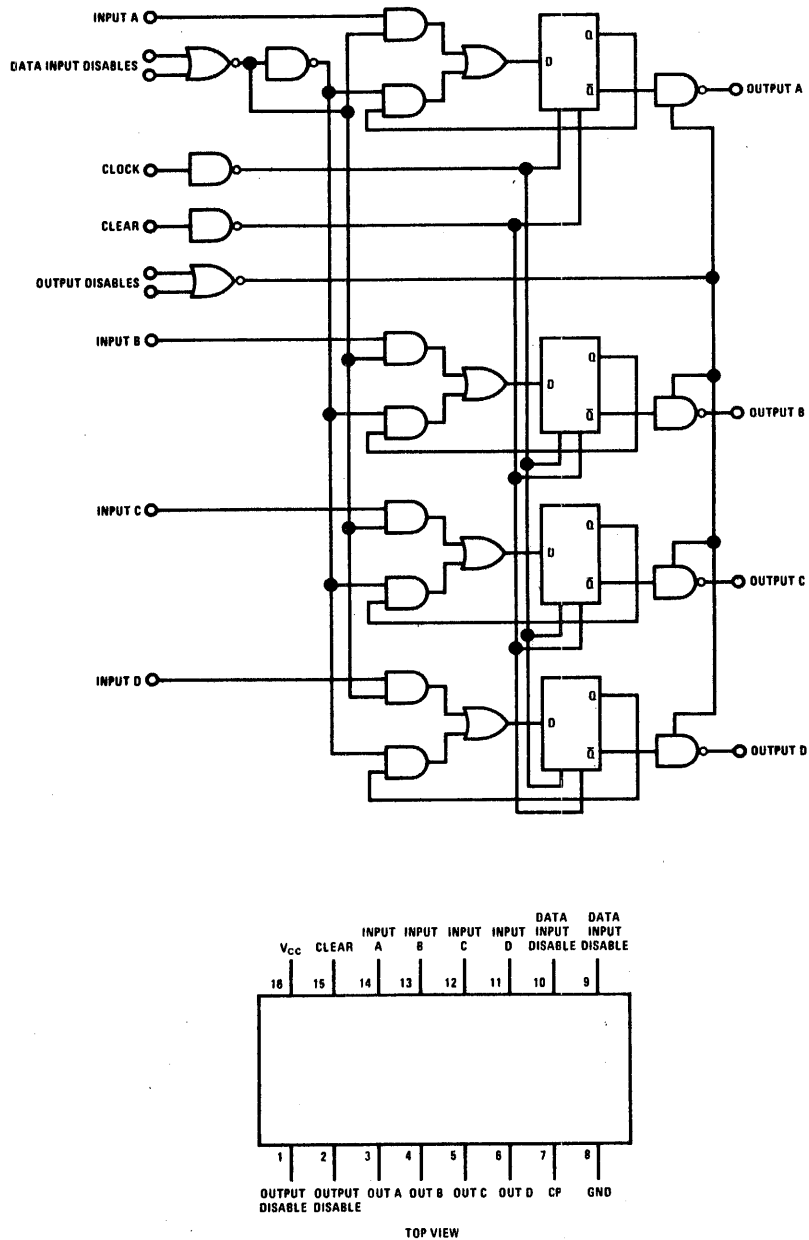 INPUT A
DATA INPUT DISABLES
D
Q
Q̅
OUTPUT A
CLOCK
CLEAR
OUTPUT DISABLES
INPUT B
D
Q
Q̅
OUTPUT B
INPUT C
D
Q
Q̅
OUTPUT C
INPUT D
D
Q
Q̅
OUTPUT D
VCC
CLEAR
INPUT
A
INPUT
B
INPUT
C
INPUT
D
DATA
INPUT
DISABLE
DATA
INPUT
DISABLE
16 15 14 13 12 11 10 9
1 2 3 4 5 6 7 8
OUTPUT
DISABLE
OUTPUT
DISABLE
OUT A OUT B OUT C OUT D CP GND
TOP VIEW